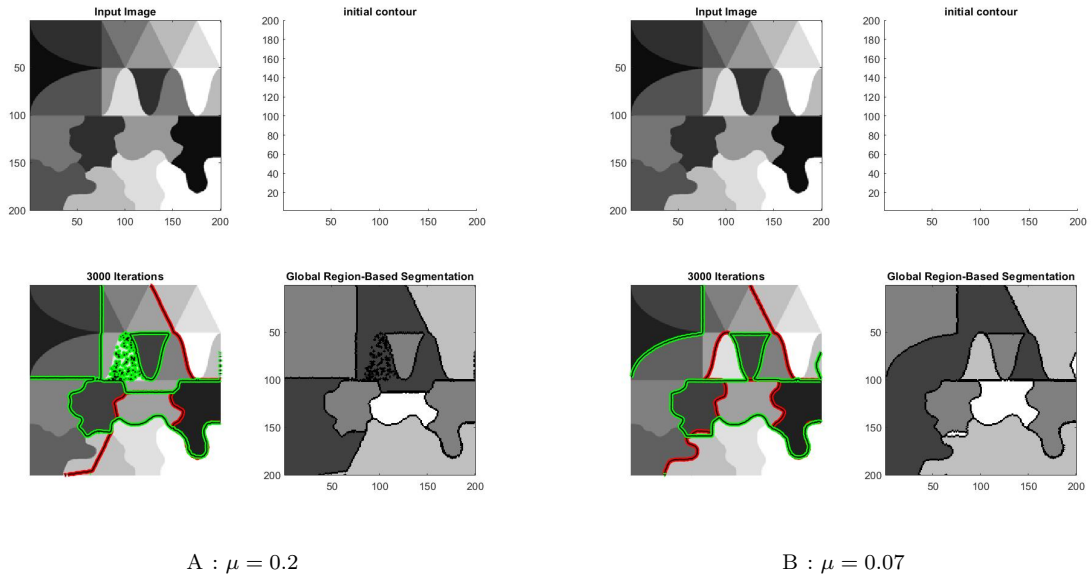 Input Image
50
100
150
200
50 100 150 200
initial contour
200
180
160
140
120
100
80
60
40
20
50 100 150 200
3000 Iterations
Global Region-Based Segmentation
50
100
150
200
50 100 150 200
A : μ = 0.2
Input Image
50
100
150
200
50 100 150 200
initial contour
200
180
160
140
120
100
80
60
40
20
50 100 150 200
3000 Iterations
Global Region-Based Segmentation
50
100
150
200
50 100 150 200
B : μ = 0.07